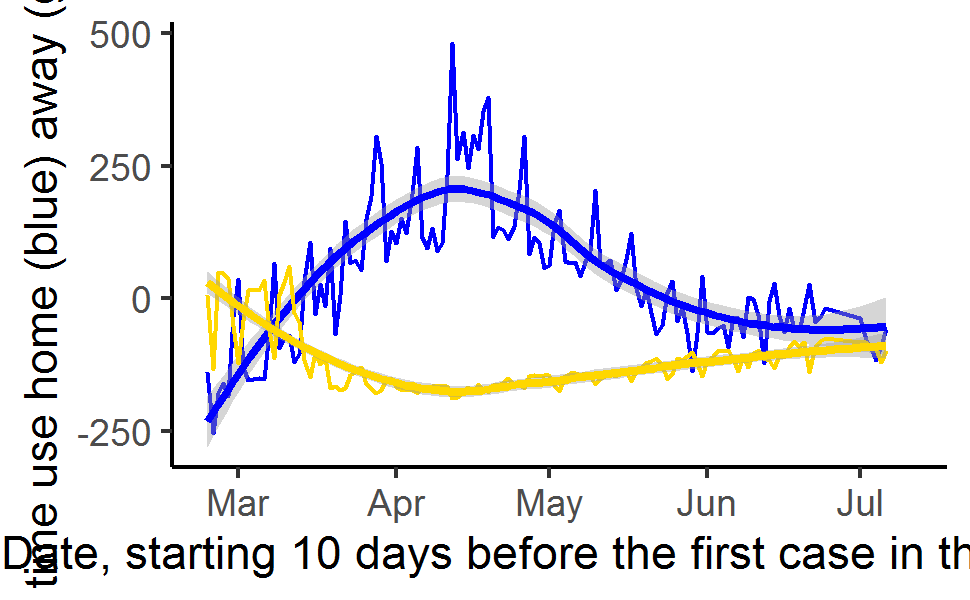 time use home (blue) away (
500
250
0
-250
Mar Apr May Jun Jul
Date, starting 10 days before the first case in th